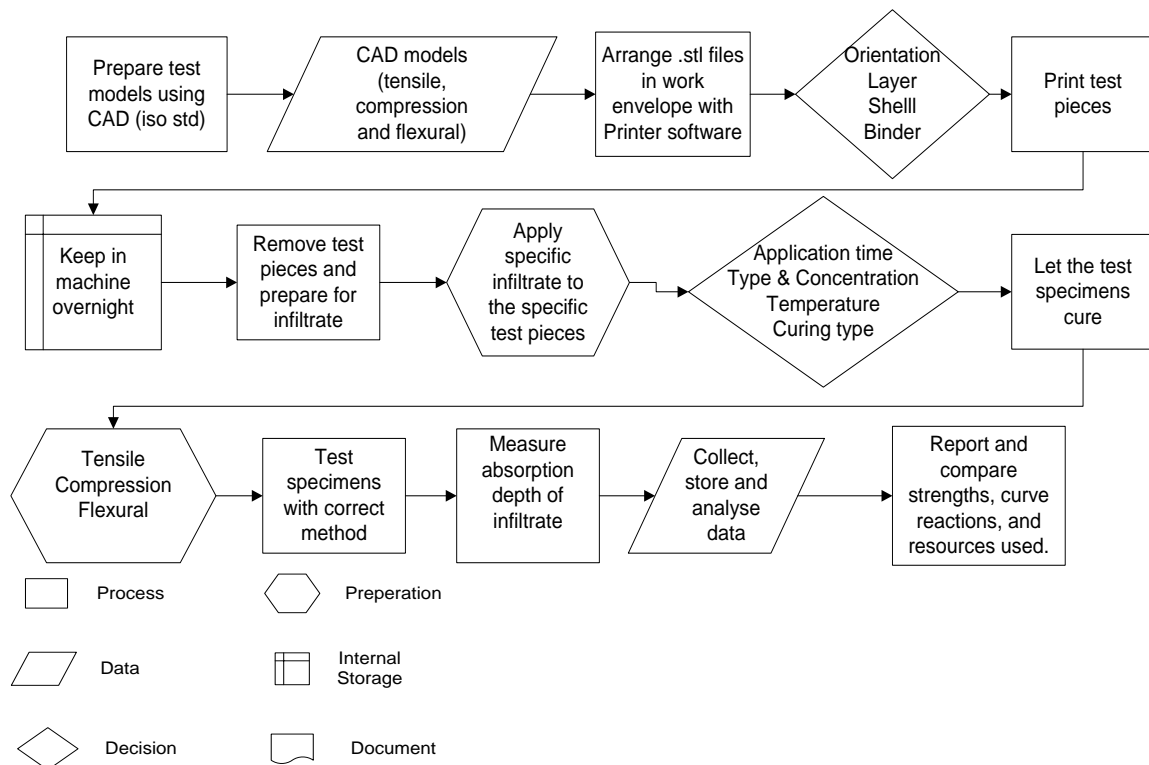 Prepare test
models using
CAD (iso std)
CAD models
(tensile,
compression
and flexural)
Arrange .stl files
in work
envelope with
Printer software
Orientation
Layer
Shelll
Binder
Print test
pieces
Keep in
machine
overnight
Remove test
pieces and
prepare for
infiltrate
Apply
specific
infiltrate to
the specific
test pieces
Application time
Type & Concentration
Temperature
Curing type
Let the test
specimens
cure
Tensile
Compression
Flexural
Test
specimens
with correct
method
Measure
absorption
depth of
infiltrate
Collect,
store and
analyse
data
Report and
compare
strengths, curve
reactions, and
resources used.
Process
Preperation
Data
Internal
Storage
Decision
Document